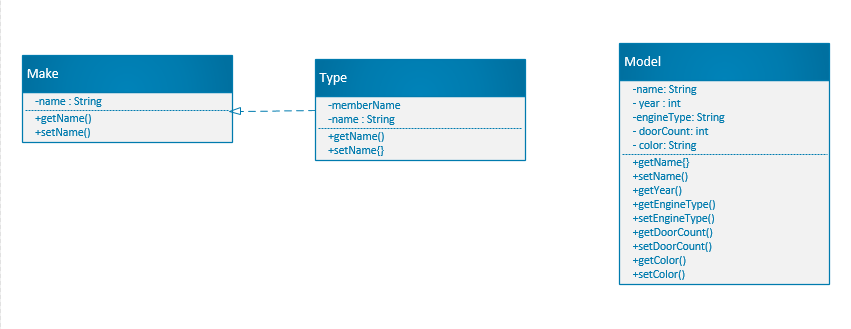 Make
-name : String
+getName()
+setName()
Type
-memberName
-name : String
+getName()
+setName{}
Model
-name: String
- year : int
-engineType: String
- doorCount: int
- color: String
+getName{}
+setName()
+getYear()
+getEngineType()
+setEngineType()
+getDoorCount()
+setDoorCount()
+getColor()
+setColor()